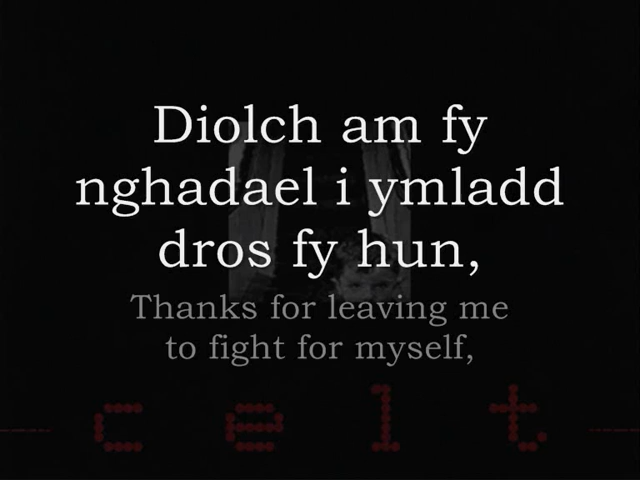 Diolch am fy
nghadael i ymladd
dros fy hun,
Thanks for leaving me
to fight for myself,
celt